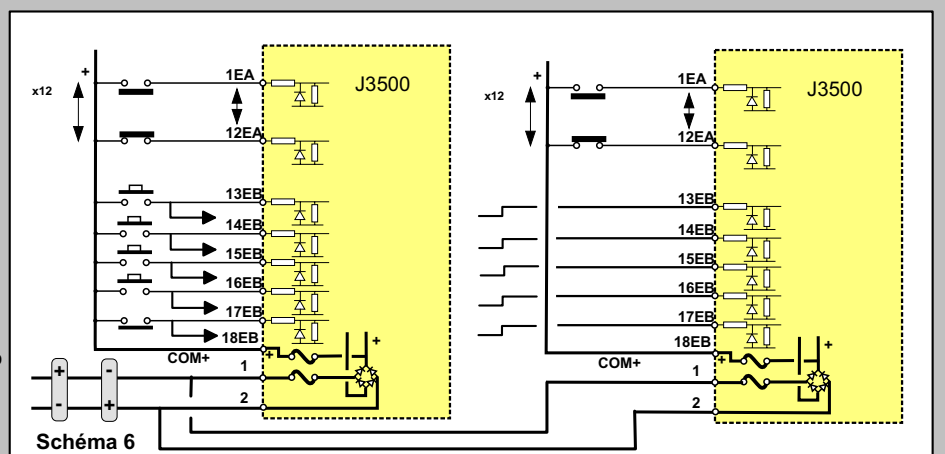 J3500
+
x12
1EA
12EA
13EB
14EB
15EB
16EB
17EB
18EB
COM+
+
+
1
2
+ -
- +
Schéma 6
J3500
+
x12
1EA
12EA
13EB
14EB
15EB
16EB
17EB
18EB
COM+
+
+
1
2